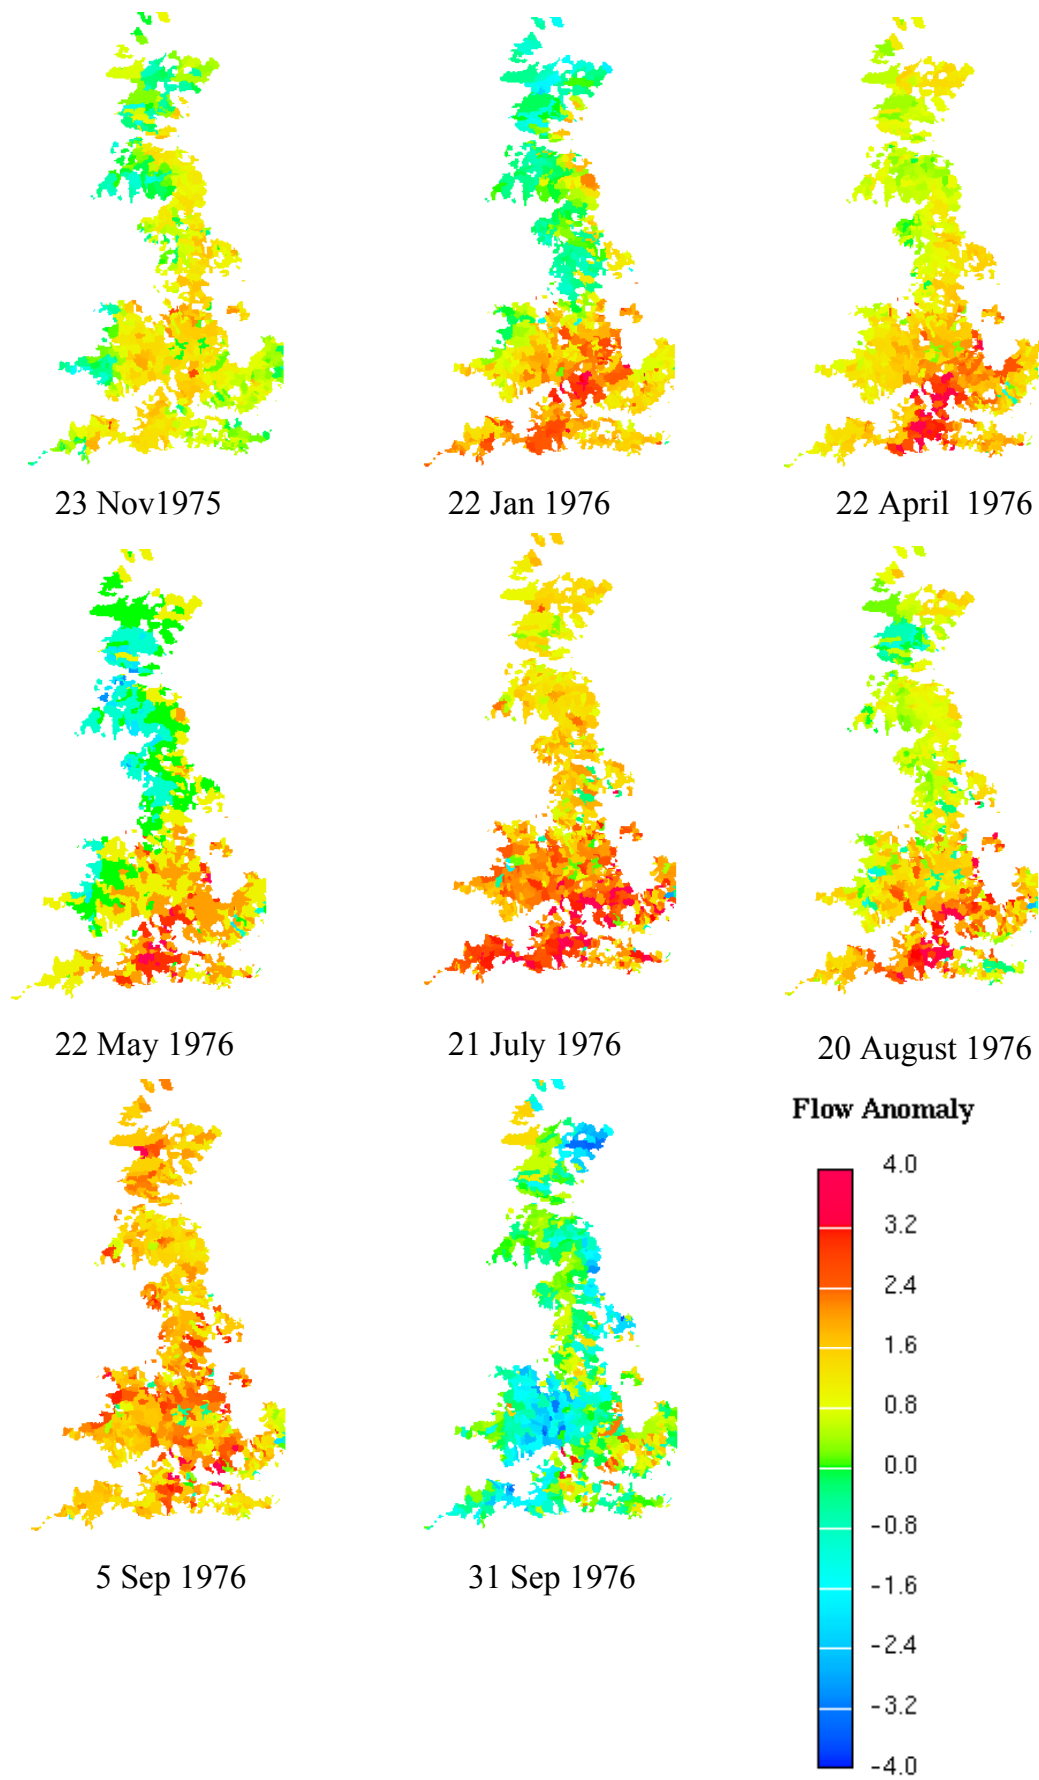 23 Nov1975
22 Jan 1976
22 April 1976
22 May 1976
21 July 1976
20 August 1976
5 Sep 1976
31 Sep 1976
Flow Anomaly
4.0
3.2
2.4
1.6
0.8
0.0
-0.8
-1.6
-2.4
-3.2
-4.0